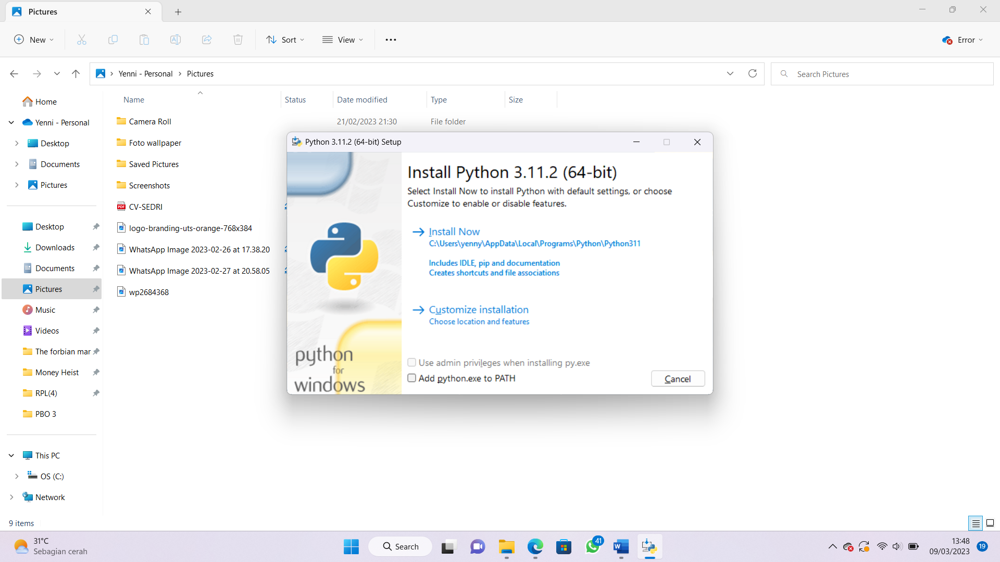 Pictures
New
Sort
View
Error
Yenni - Personal
Pictures
Search Pictures
Name
Status
Date modified
Type
Size
Home
Yenni - Personal
Desktop
Documents
Pictures
Desktop
Downloads
Documents
Pictures
Music
Videos
The forbian mar
Money Heist
RPL(4)
PBO 3
This PC
OS (C:)
Network
Camera Roll 21/02/2023 21:30 File folder
Foto wallpaper
Saved Pictures
Screenshots
CV-SEDRI
logo-branding-uts-orange-768x384
WhatsApp Image 2023-02-26 at 17.38.20
WhatsApp Image 2023-02-27 at 20.58.05
wp2684368
Python 3.11.2 (64-bit) Setup
Install Python 3.11.2 (64-bit)
Select Install Now to install Python with default settings, or choose
Customize to enable or disable features.
Install Now
C:\Users\yenny\AppData\Local\Programs\Python\Python311
Includes IDLE, pip and documentation
Creates shortcuts and file associations
Customize installation
Choose location and features
Use admin privileges when installing py.exe
Add python.exe to PATH
Cancel
python
for
windows
PDF
9 items
31°C
Sebagian cerah
Search
41
W
13:48
09/03/2023
19